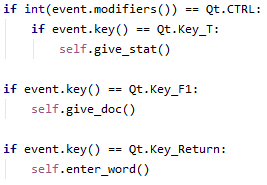 if int(event.modifiers()) == Qt.CTRL:
    if event.key() == Qt.Key_T:
        self.give_stat()

if event.key() == Qt.Key_F1:
    self.give_doc()

if event.key() == Qt.Key_Return:
    self.enter_word()